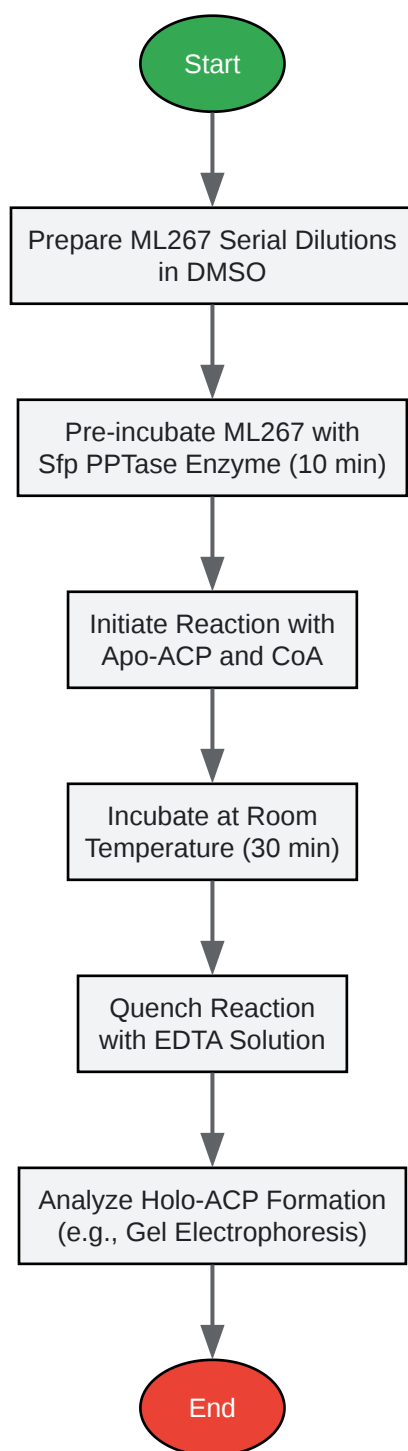 Start
Prepare ML267 Serial Dilutions
in DMSO
Pre-incubate ML267 with
Sfp PPTase Enzyme (10 min)
Initiate Reaction with
Apo-ACP and CoA
Incubate at Room
Temperature (30 min)
Quench Reaction
with EDTA Solution
Analyze Holo-ACP Formation
(e.g., Gel Electrophoresis)
End